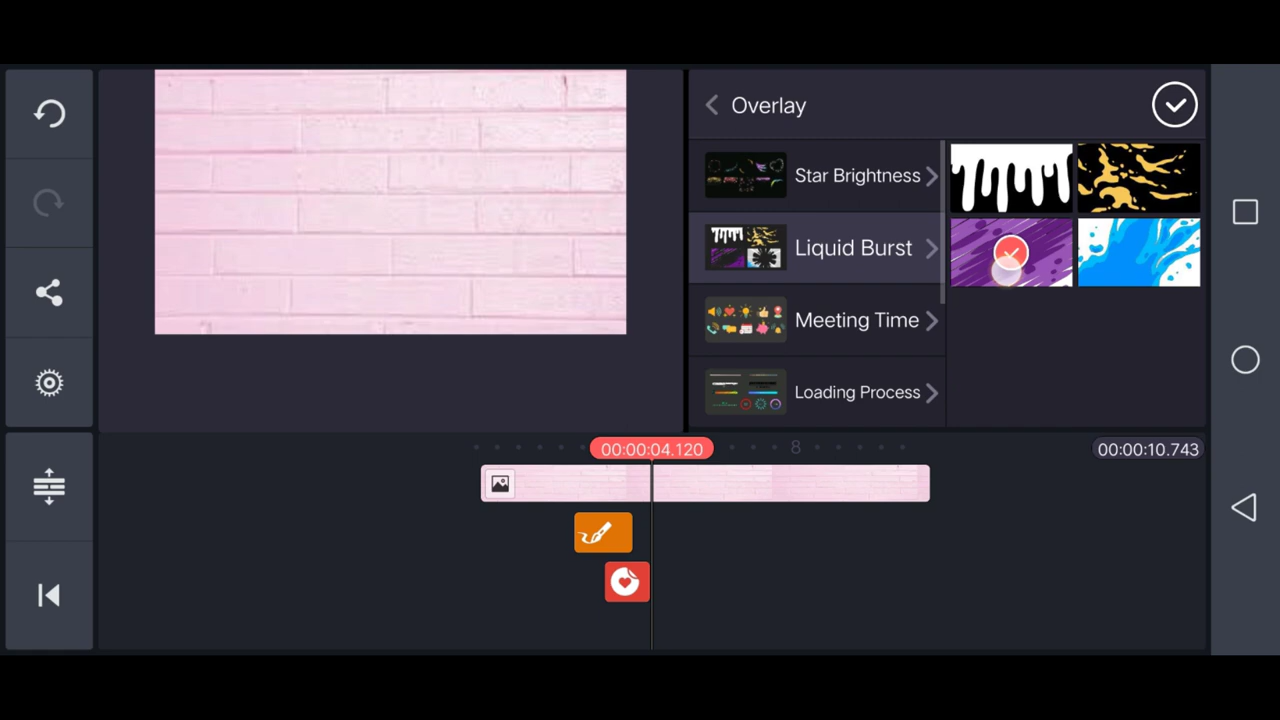 Overlay
Star Brightness
Liquid Burst
Meeting Time
Loading Process
00:00:04.120
8
00:00:10.743